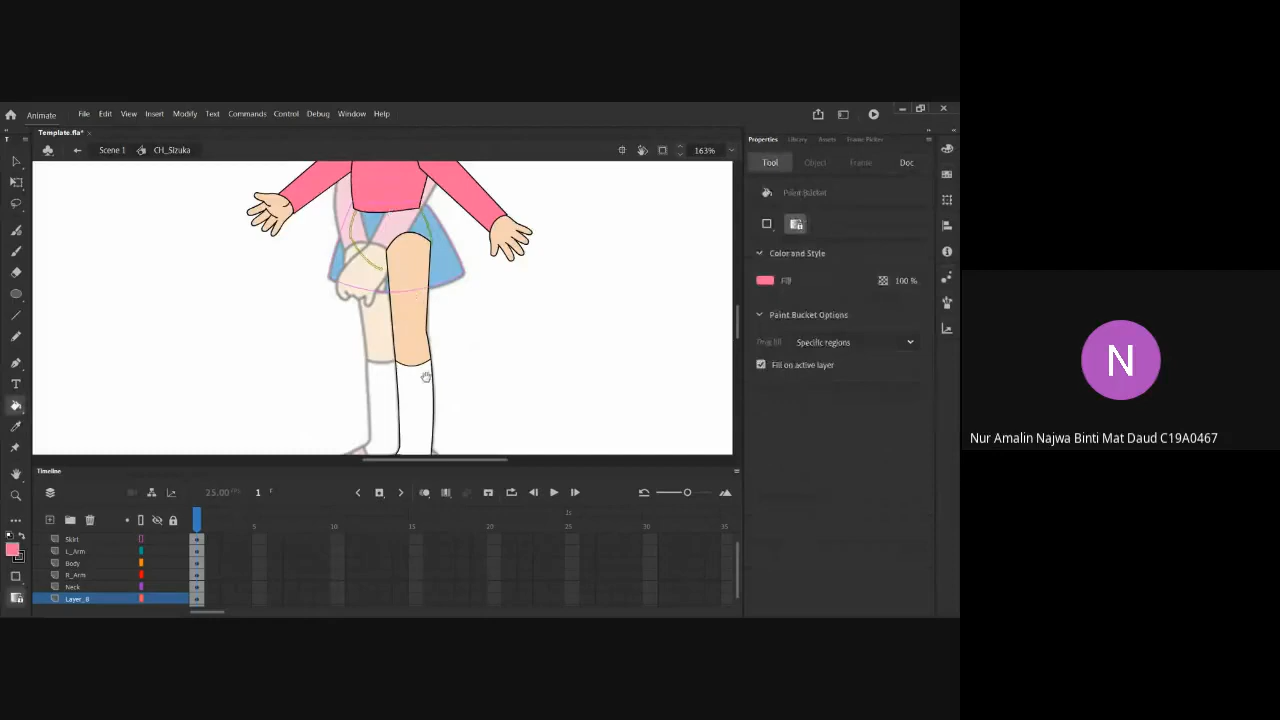 Animate File Edit View Insert Modify Text Commands Control Debug Window Help
Template.fla* ×
Scene 1 CH_Sizuka 163%
Properties Library Assets Frame Picker
Tool Object Frame Doc
Paint Bucket
Color and Style
Fill 100 %
Paint Bucket Options
Specific regions
Fill on active layer
Nur Amalin Najwa Binti Mat Daud C19A0467
N
Timeline
25.00 FPS 1 F
1s
5 10 15 20 25 30 35
Skirt
L_Arm
Body
R_Arm
Neck
Layer_8